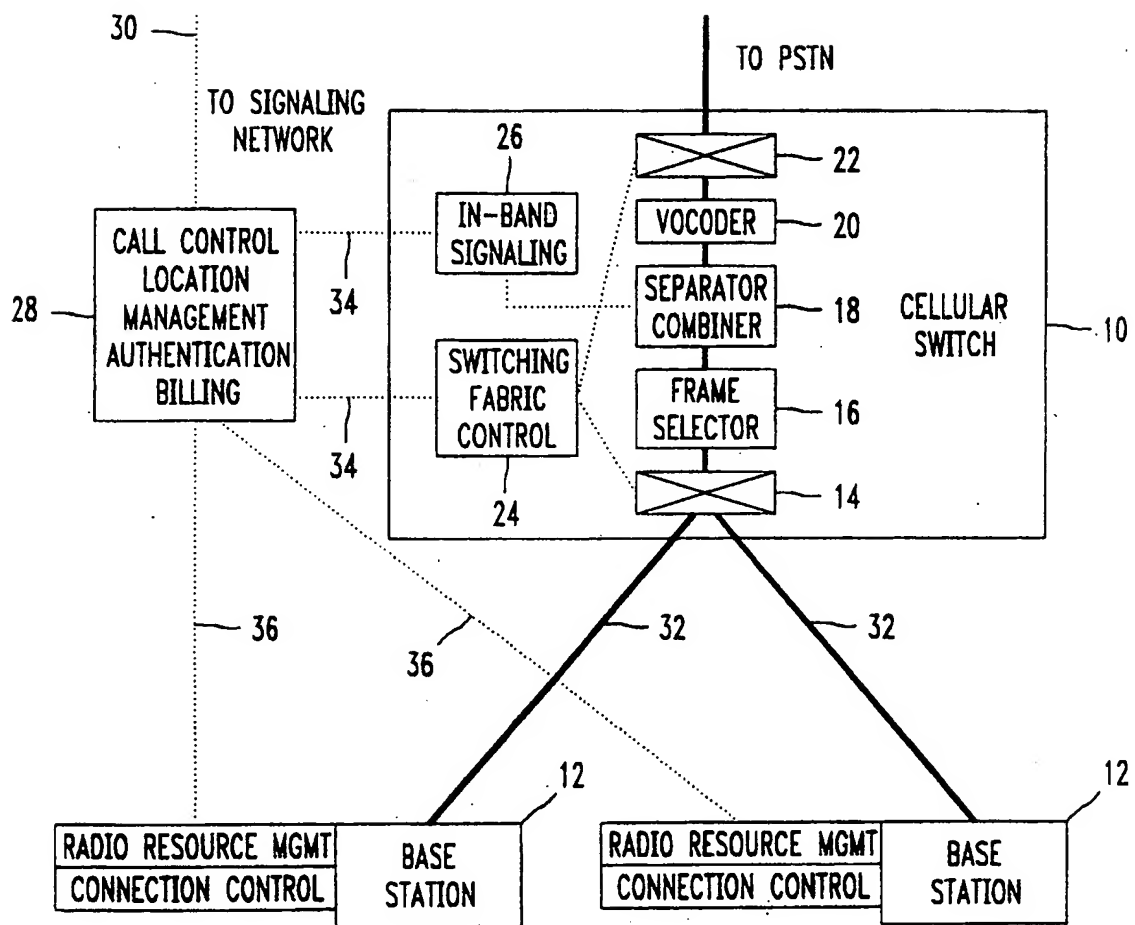 30
TO PSTN
TO SIGNALING
NETWORK
26
22
IN-BAND
SIGNALING
VOCODER
20
CALL CONTROL
LOCATION
MANAGEMENT
AUTHENTICATION
BILLING
28
34
SEPARATOR
COMBINER
18
CELLULAR
SWITCH
10
SWITCHING
FABRIC
CONTROL
FRAME
SELECTOR
16
34
24
14
36
36
32
32
12
12
RADIO RESOURCE MGMT
CONNECTION CONTROL
BASE
STATION
RADIO RESOURCE MGMT
CONNECTION CONTROL
BASE
STATION